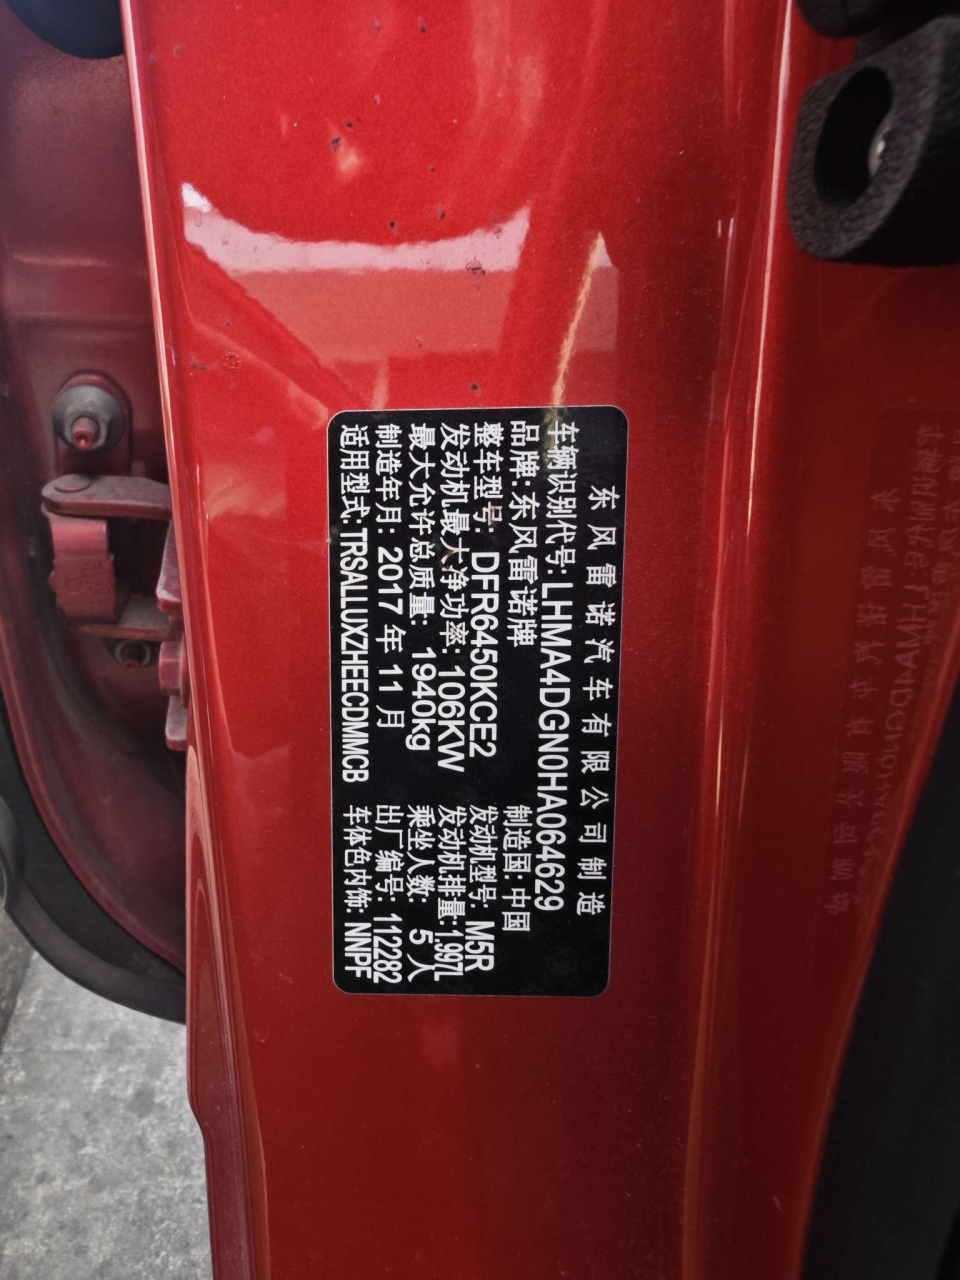 东风雷诺汽车有限公司制造
车辆识别代号: LHMA4DGN0HA064629
品牌: 东风雷诺牌 制造国: 中国
整车型号: DFR6450KCE2 发动机型号: M5R
发动机最大净功率: 106KW 发动机排量: 1.997L
最大允许总质量: 1940kg 乘坐人数: 5人
制造年月: 2017年11月 出厂编号: 112282
适用型式: TRSALLUXZHEECDMMCB 车体色内饰: NNPF